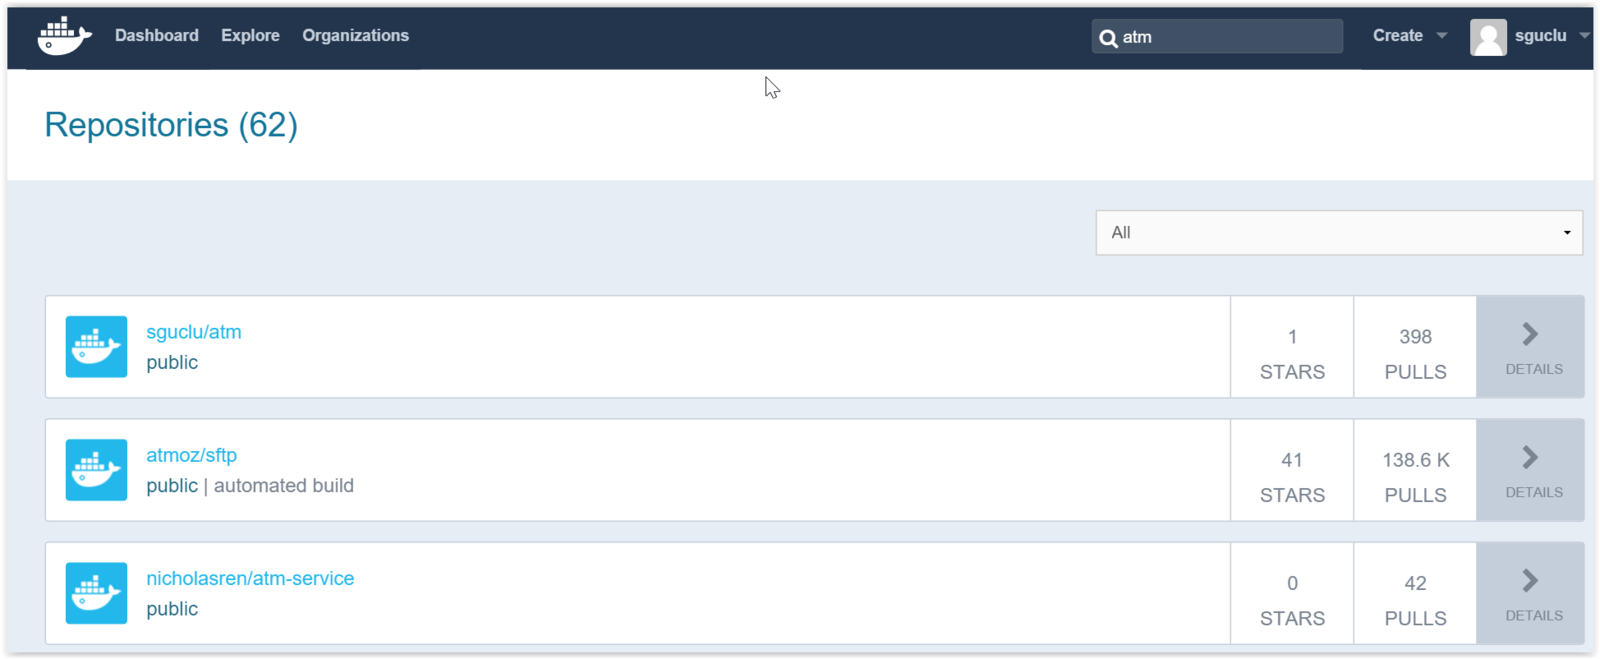 Dashboard Explore Organizations atm Create sguclu
Repositories (62)
All
sguclu/atm
public
1
STARS
398
PULLS
DETAILS
atmoz/sftp
public | automated build
41
STARS
138.6 K
PULLS
DETAILS
nicholasren/atm-service
public
0
STARS
42
PULLS
DETAILS